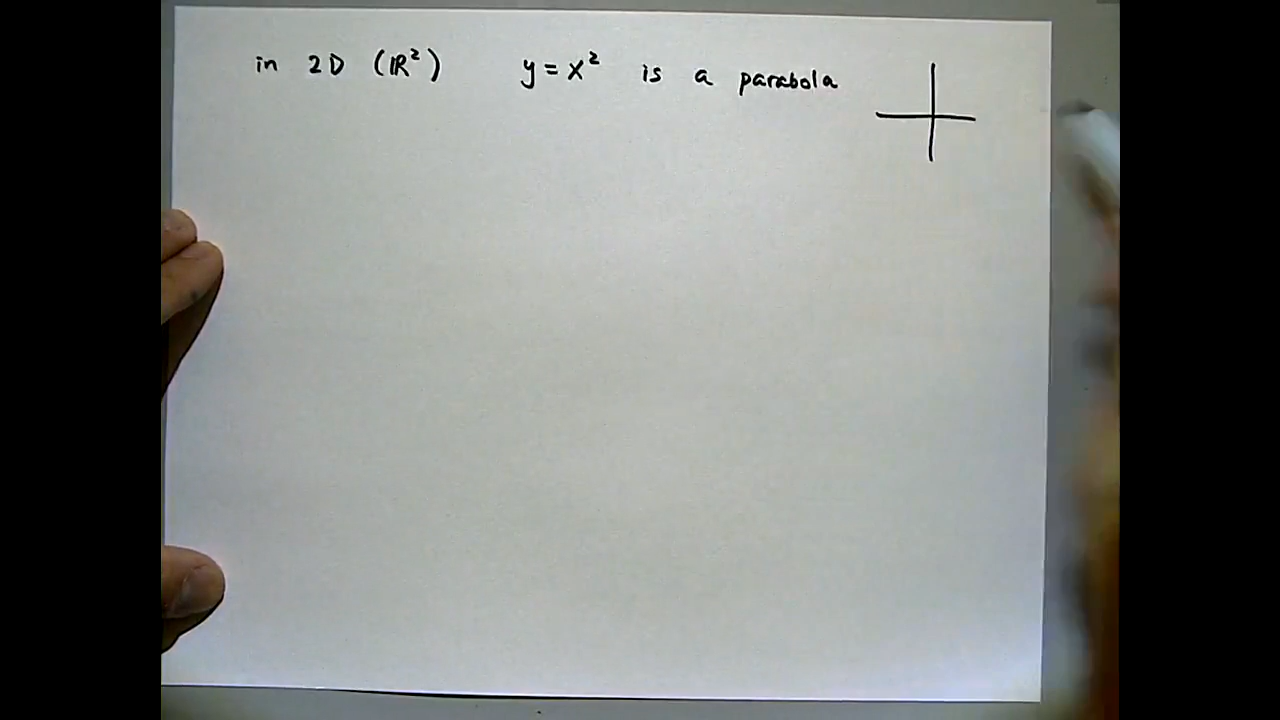 in 2D (ℝ²) y = x² is a parabola